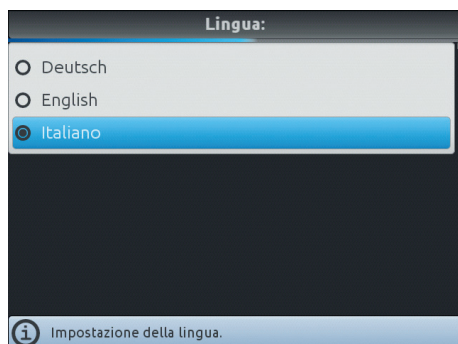 Lingua:
Deutsch
English
Italiano
Impostazione della lingua.